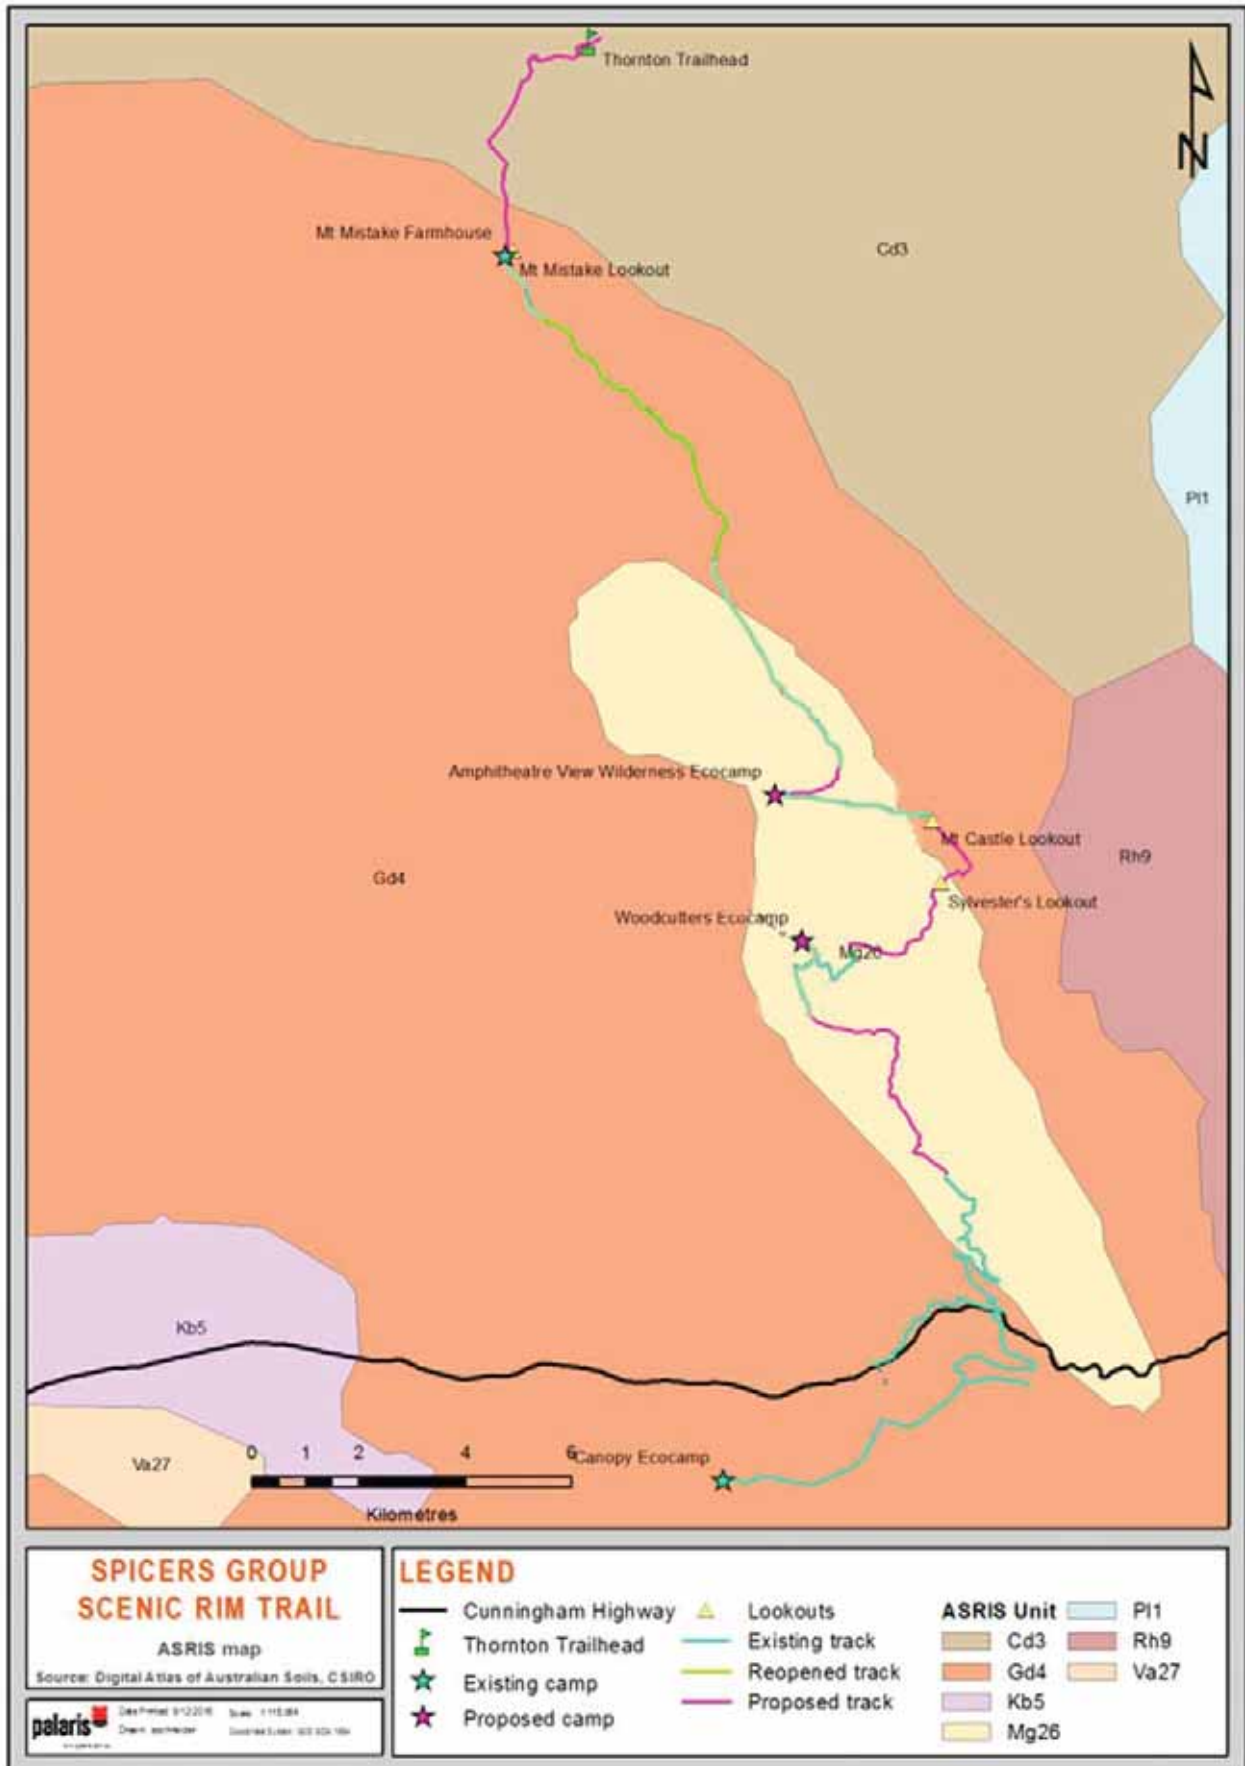 Thornton Trailhead
N
Mt Mistake Farmhouse
Mt Mistake Lookout
Cd3
Pl1
Amphitheatre View Wilderness Ecocamp
Mt Castle Lookout
Rh9
Gd4
Sylvester's Lookout
Woodcutters Ecocamp
Mg26
Kb5
Va27
0 1 2 4 6
Kilometres
Canopy Ecocamp
SPICERS GROUP
SCENIC RIM TRAIL
ASRIS map
Source: Digital Atlas of Australian Soils, CSIRO
palaris
LEGEND
Cunningham Highway
Thornton Trailhead
Existing camp
Proposed camp
Lookouts
Existing track
Reopened track
Proposed track
ASRIS Unit
Cd3
Gd4
Kb5
Mg26
Pl1
Rh9
Va27